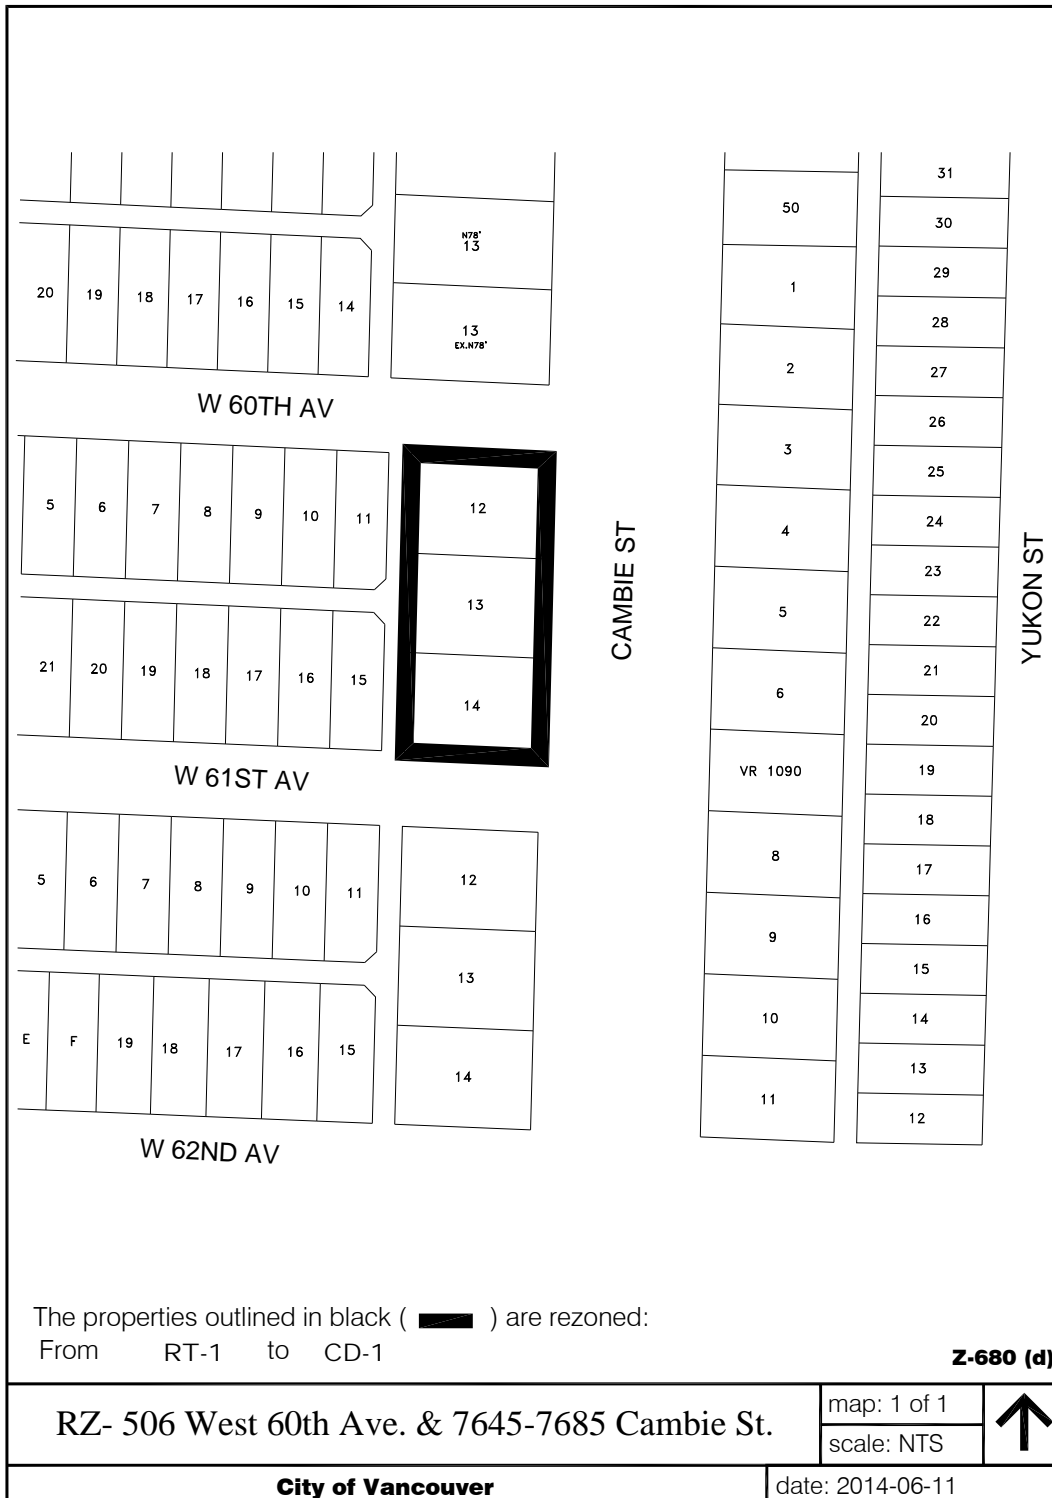 31
50
30
N78'
13
29
20 19 18 17 16 15 14
1
28
13
EX.N78'
2
27
W 60TH AV
26
3
25
5 6 7 8 9 10 11
12
4
24
CAMBIE ST
YUKON ST
23
13
5
22
21 20 19 18 17 16 15
6
21
14
20
W 61ST AV
VR 1090
19
18
5 6 7 8 9 10 11
12
8
17
16
9
13
15
E F 19 18 17 16 15
10
14
14
13
11
12
W 62ND AV
The properties outlined in black ( ) are rezoned:
From RT-1 to CD-1
Z-680 (d)
RZ- 506 West 60th Ave. & 7645-7685 Cambie St.
map: 1 of 1
scale: NTS
City of Vancouver
date: 2014-06-11